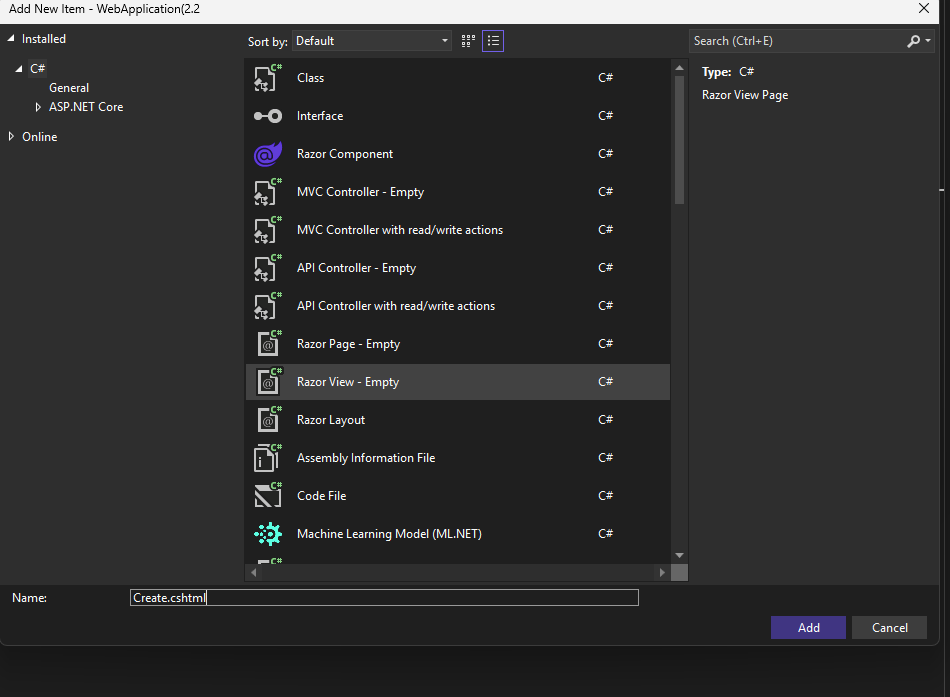 Add New Item - WebApplication(2.2
Installed
Sort by: Default
Search (Ctrl+E)
C#
General
ASP.NET Core
Online
Class C#
Interface C#
Razor Component C#
MVC Controller - Empty C#
MVC Controller with read/write actions C#
API Controller - Empty C#
API Controller with read/write actions C#
Razor Page - Empty C#
Razor View - Empty C#
Razor Layout C#
Assembly Information File C#
Code File C#
Machine Learning Model (ML.NET) C#
Type: C#
Razor View Page
Name: Create.cshtml
Add Cancel